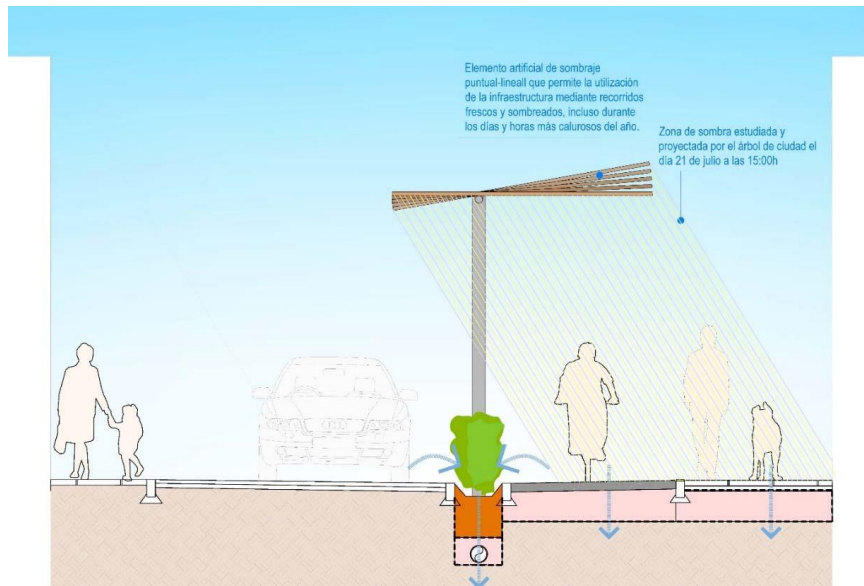 Elemento artificial de sombraje
puntual-lineall que permite la utilización
de la infraestructura mediante recorridos
frescos y sombreados, incluso durante
los días y horas más calurosos del año.
Zona de sombra estudiada y
proyectada por el árbol de ciudad el
día 21 de julio a las 15:00h